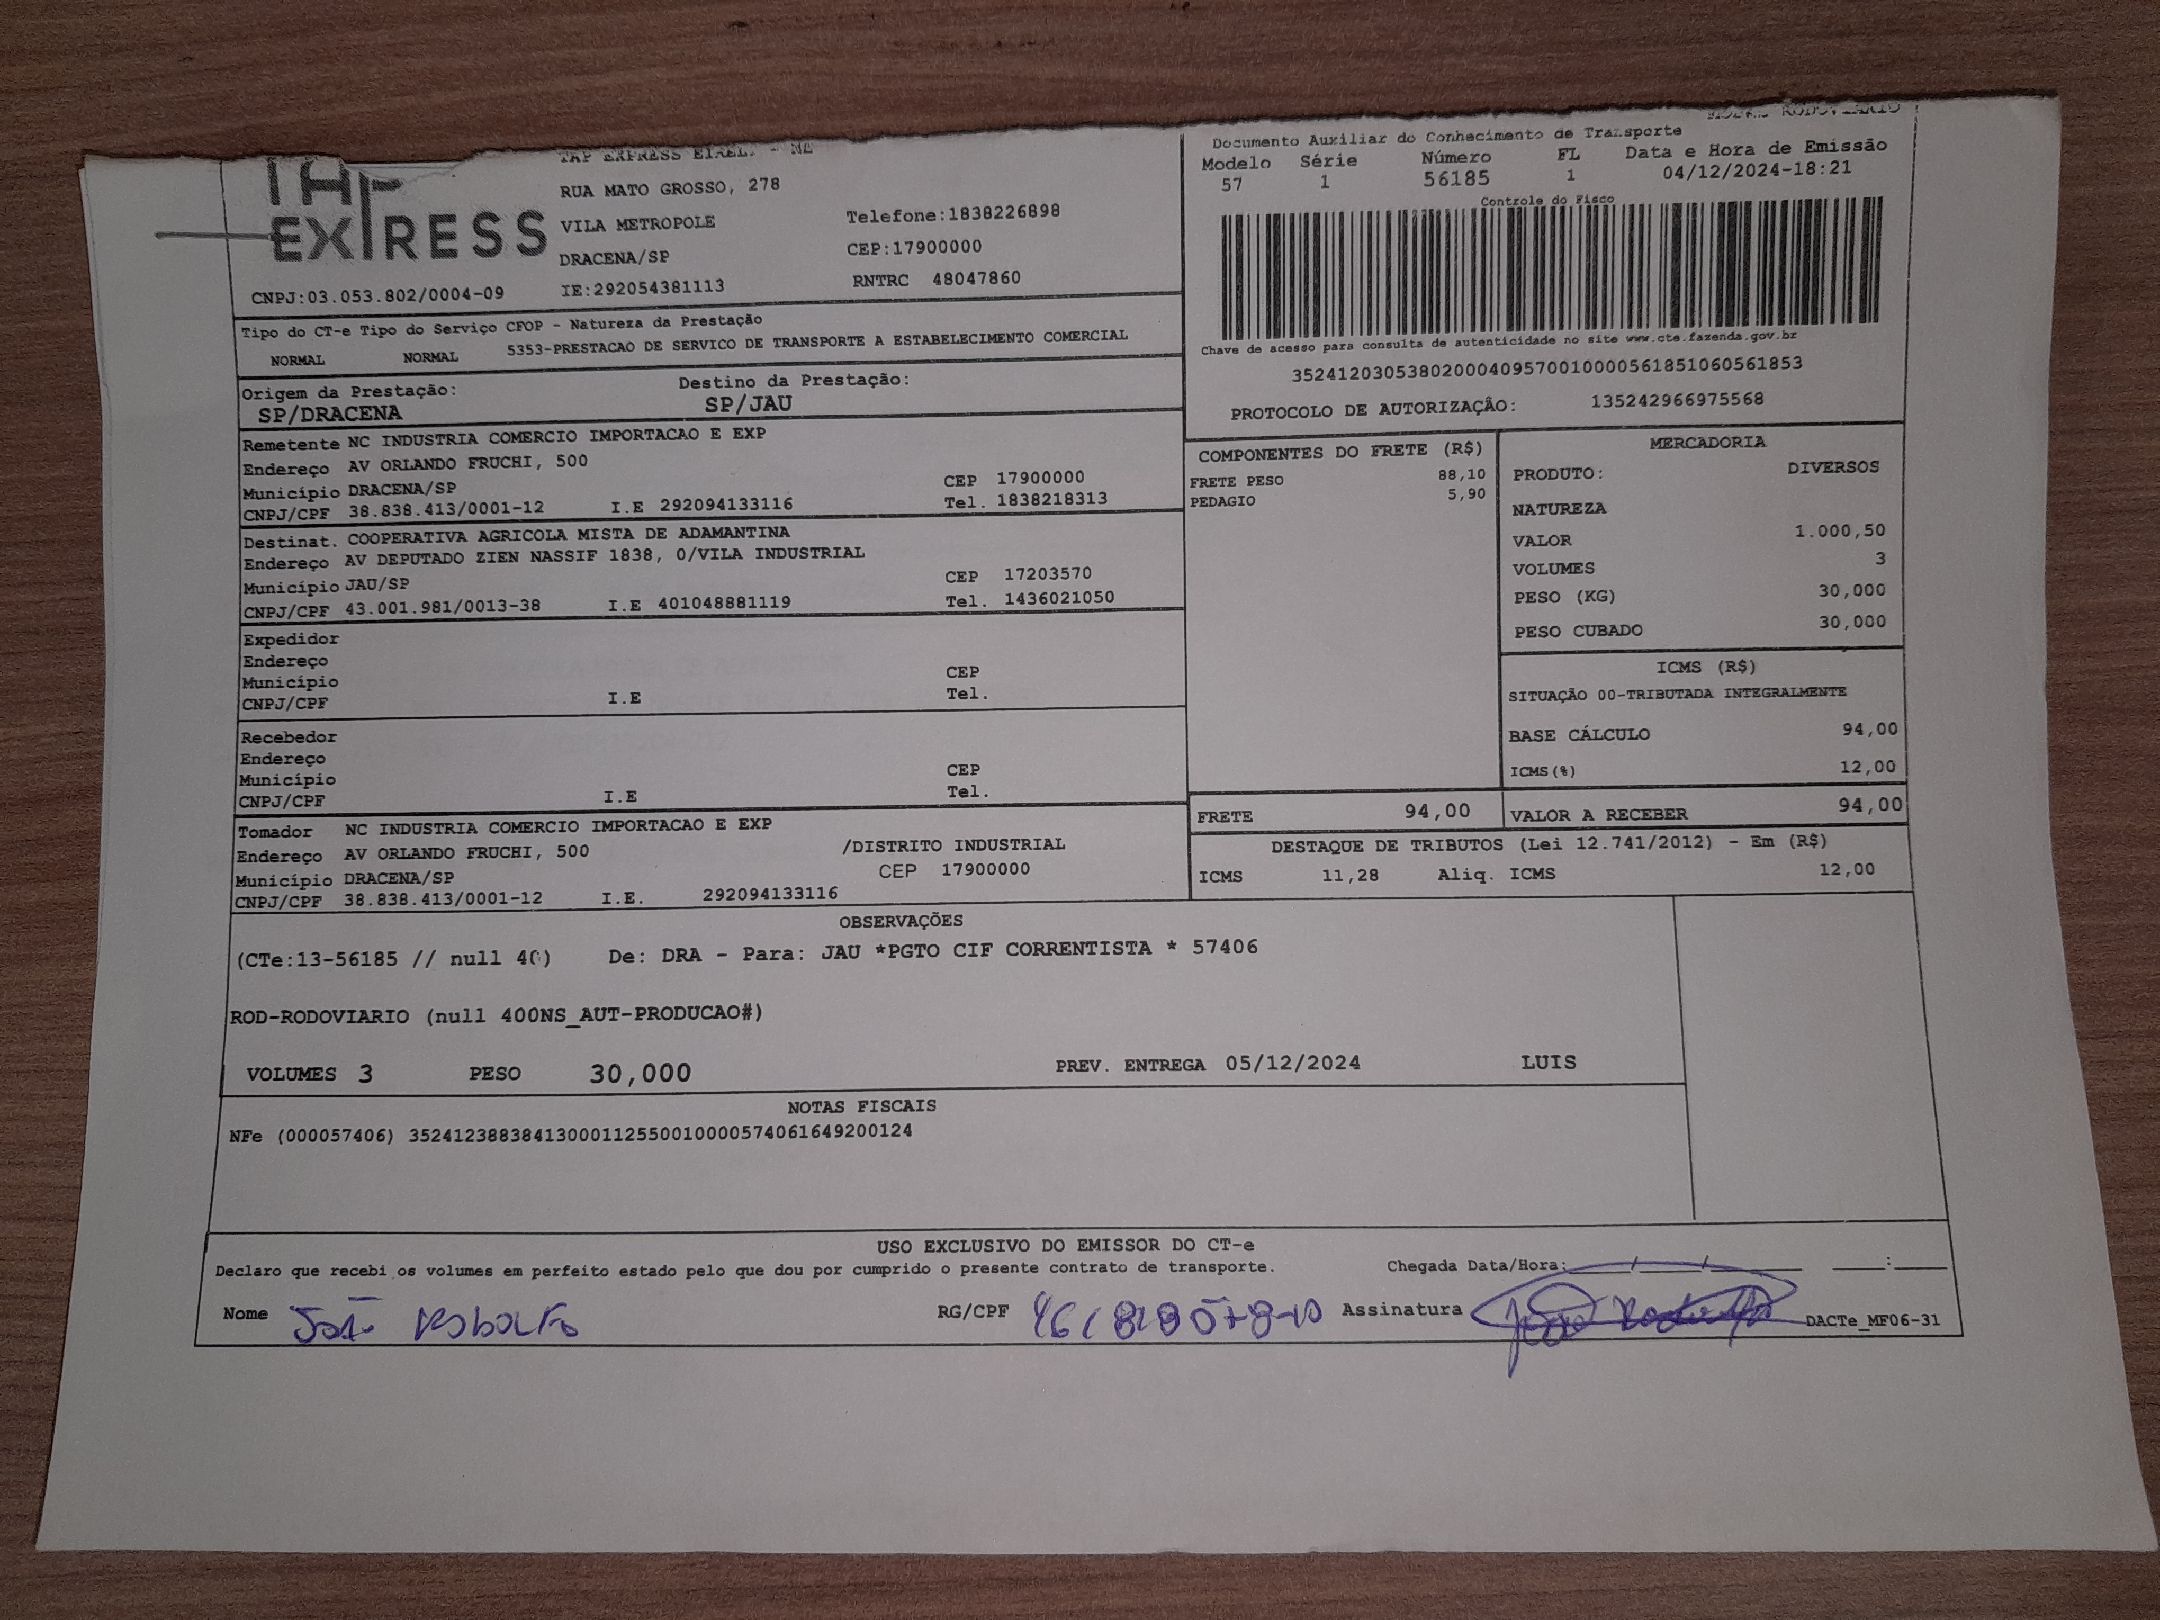 TAP EXPRESS EIRELI - ME
RUA MATO GROSSO, 278
VILA METROPOLE Telefone:1838226898
DRACENA/SP CEP:17900000
CNPJ:03.053.802/0004-09 IE:292054381113 RNTRC 48047860
TAP
EXPRESS
RODOVIARIO
Documento Auxiliar do Conhecimento de Transporte
Modelo Série Número FL Data e Hora de Emissão
57 1 56185 1 04/12/2024-18:21
Controle do Fisco
Chave de acesso para consulta de autenticidade no site www.cte.fazenda.gov.br
35241203053802000409570010000561851060561853
PROTOCOLO DE AUTORIZAÇÃO: 135242966975568
Tipo do CT-e Tipo do Serviço CFOP - Natureza da Prestação
NORMAL NORMAL 5353-PRESTACAO DE SERVICO DE TRANSPORTE A ESTABELECIMENTO COMERCIAL
Origem da Prestação: Destino da Prestação:
SP/DRACENA SP/JAU
Remetente NC INDUSTRIA COMERCIO IMPORTACAO E EXP
Endereço AV ORLANDO FRUCHI, 500
Município DRACENA/SP CEP 17900000
CNPJ/CPF 38.838.413/0001-12 I.E 292094133116 Tel. 1838218313
Destinat. COOPERATIVA AGRICOLA MISTA DE ADAMANTINA
Endereço AV DEPUTADO ZIEN NASSIF 1838, 0/VILA INDUSTRIAL
Município JAU/SP CEP 17203570
CNPJ/CPF 43.001.981/0013-38 I.E 401048881119 Tel. 1436021050
Expedidor
Endereço
Município CEP
CNPJ/CPF I.E Tel.
Recebedor
Endereço
Município CEP
CNPJ/CPF I.E Tel.
Tomador NC INDUSTRIA COMERCIO IMPORTACAO E EXP
Endereço AV ORLANDO FRUCHI, 500 /DISTRITO INDUSTRIAL
Município DRACENA/SP CEP 17900000
CNPJ/CPF 38.838.413/0001-12 I.E. 292094133116
COMPONENTES DO FRETE (R$)
FRETE PESO 88,10
PEDAGIO 5,90
MERCADORIA
PRODUTO: DIVERSOS
NATUREZA
VALOR 1.000,50
VOLUMES 3
PESO (KG) 30,000
PESO CUBADO 30,000
ICMS (R$)
SITUAÇÃO 00-TRIBUTADA INTEGRALMENTE
BASE CÁLCULO 94,00
ICMS(%) 12,00
FRETE 94,00 VALOR A RECEBER 94,00
DESTAQUE DE TRIBUTOS (Lei 12.741/2012) - Em (R$)
ICMS 11,28 Aliq. ICMS 12,00
OBSERVAÇÕES
(CTe:13-56185 // null 40) De: DRA - Para: JAU *PGTO CIF CORRENTISTA * 57406
ROD-RODOVIARIO (null 400NS_AUT-PRODUCAO#)
VOLUMES 3 PESO 30,000 PREV. ENTREGA 05/12/2024 LUIS
NOTAS FISCAIS
NFe (000057406) 35241238838413000112550010000574061649200124
USO EXCLUSIVO DO EMISSOR DO CT-e
Declaro que recebi os volumes em perfeito estado pelo que dou por cumprido o presente contrato de transporte. Chegada Data/Hora: __/__/____ __:__
Nome João RG/CPF Assinatura DACTe_MF06-31